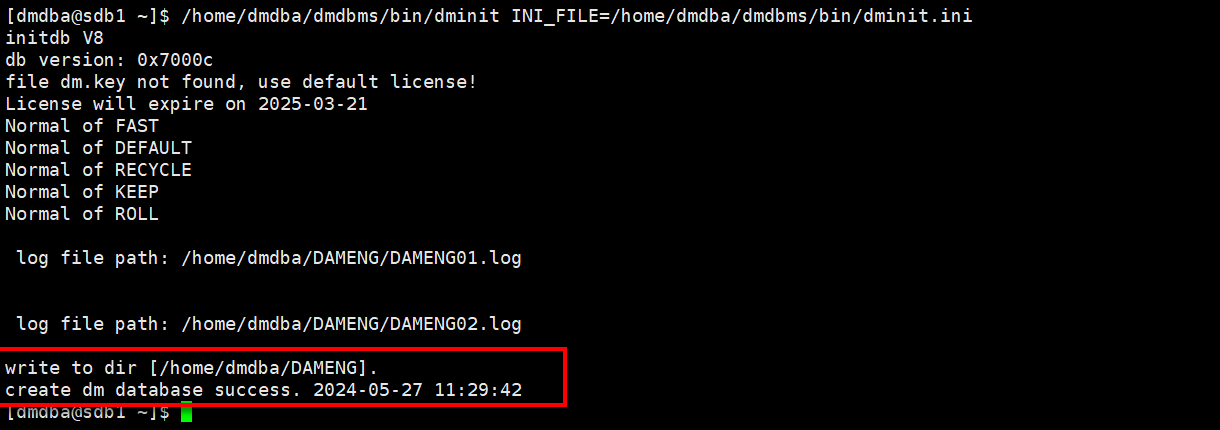 [dmdba@sdb1 ~]$ /home/dmdba/dmdbms/bin/dminit INI_FILE=/home/dmdba/dmdbms/bin/dminit.ini
initdb V8
db version: 0x7000c
file dm.key not found, use default license!
License will expire on 2025-03-21
Normal of FAST
Normal of DEFAULT
Normal of RECYCLE
Normal of KEEP
Normal of ROLL
log file path: /home/dmdba/DAMENG/DAMENG01.log
log file path: /home/dmdba/DAMENG/DAMENG02.log
write to dir [/home/dmdba/DAMENG].
create dm database success. 2024-05-27 11:29:42
[dmdba@sdb1 ~]$